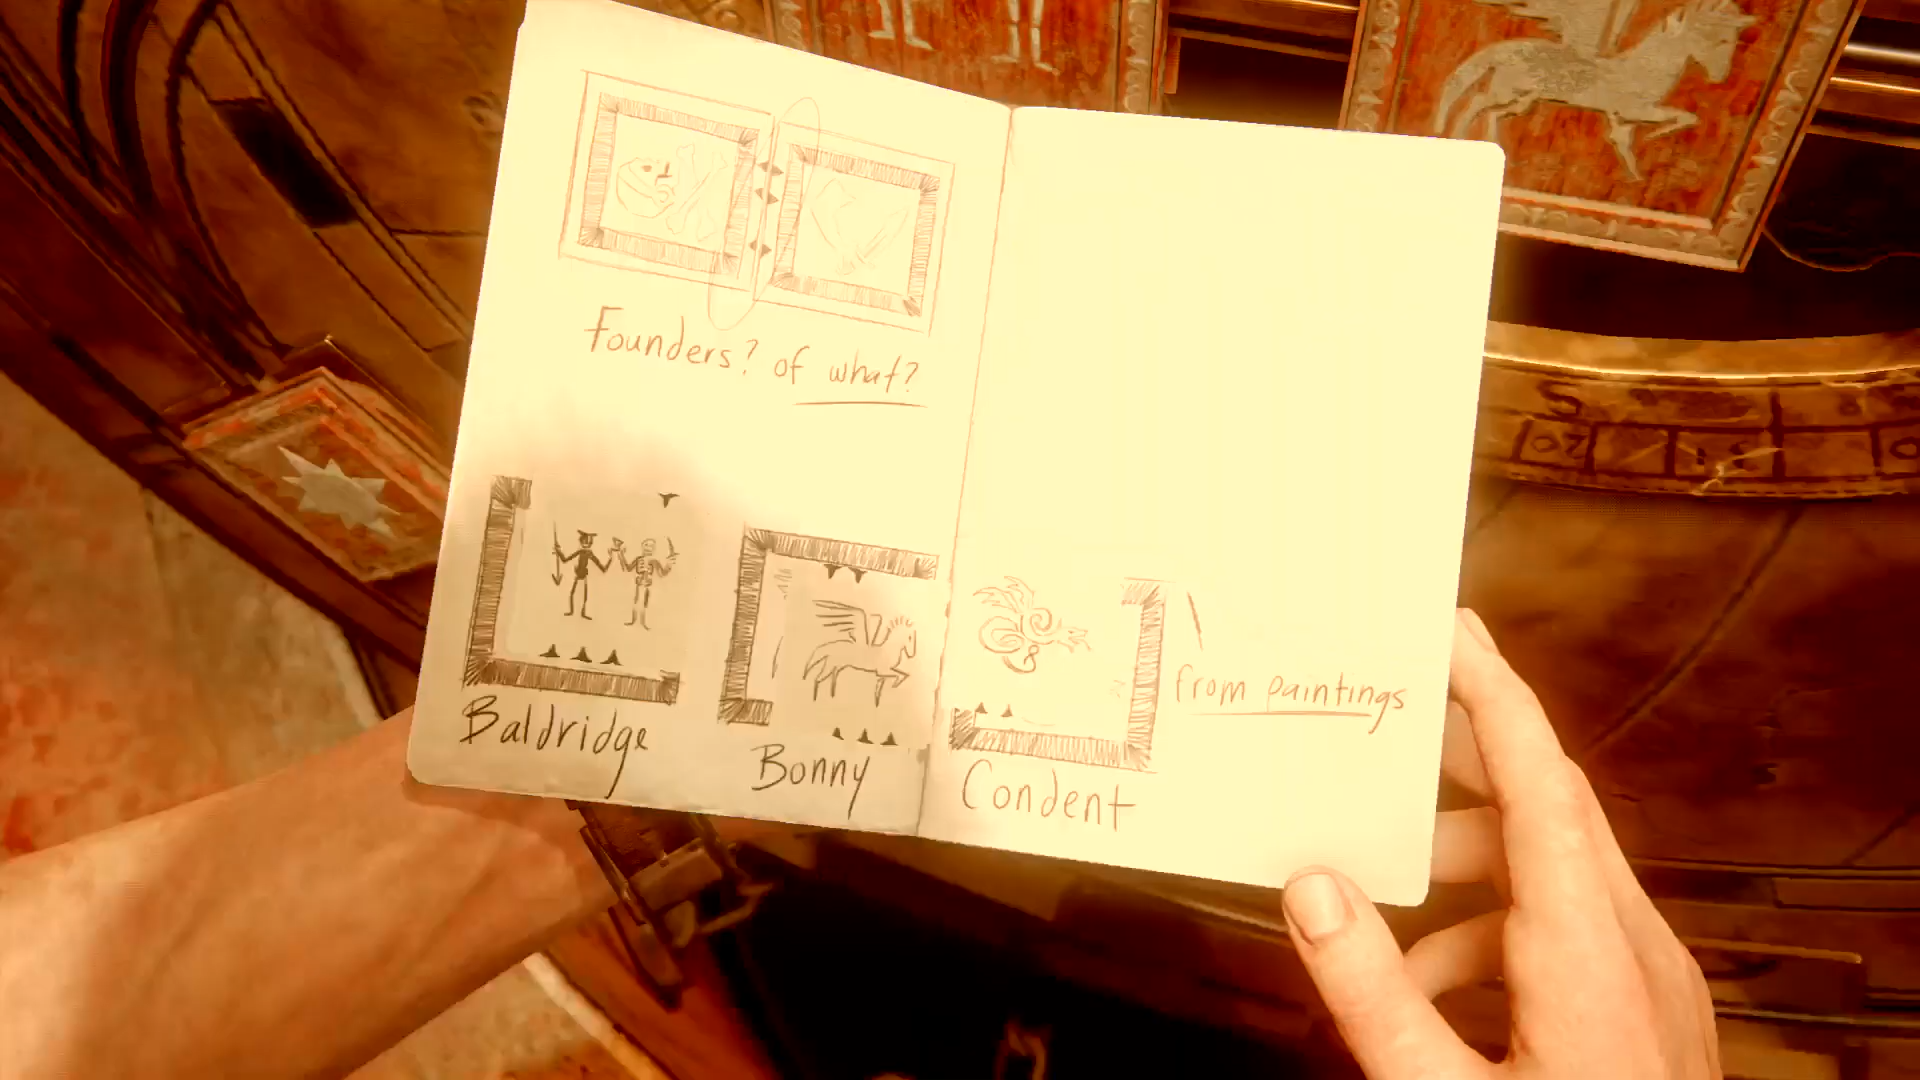 Founders? of what?
Baldridge
Bonny
Condent
from paintings